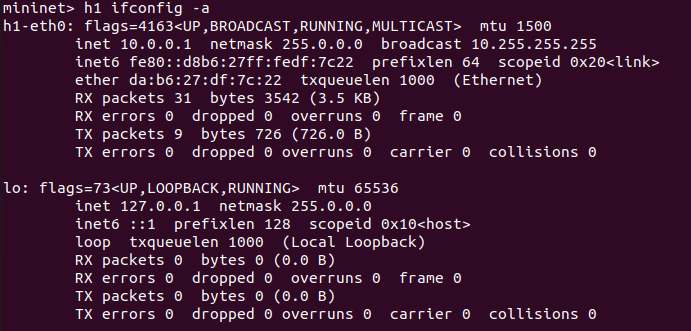 mininet> h1 ifconfig -a
h1-eth0: flags=4163<UP,BROADCAST,RUNNING,MULTICAST>  mtu 1500
        inet 10.0.0.1  netmask 255.0.0.0  broadcast 10.255.255.255
        inet6 fe80::d8b6:27ff:fedf:7c22  prefixlen 64  scopeid 0x20<link>
        ether da:b6:27:df:7c:22  txqueuelen 1000  (Ethernet)
        RX packets 31  bytes 3542 (3.5 KB)
        RX errors 0  dropped 0  overruns 0  frame 0
        TX packets 9  bytes 726 (726.0 B)
        TX errors 0  dropped 0 overruns 0  carrier 0  collisions 0

lo: flags=73<UP,LOOPBACK,RUNNING>  mtu 65536
        inet 127.0.0.1  netmask 255.0.0.0
        inet6 ::1  prefixlen 128  scopeid 0x10<host>
        loop  txqueuelen 1000  (Local Loopback)
        RX packets 0  bytes 0 (0.0 B)
        RX errors 0  dropped 0  overruns 0  frame 0
        TX packets 0  bytes 0 (0.0 B)
        TX errors 0  dropped 0 overruns 0  carrier 0  collisions 0